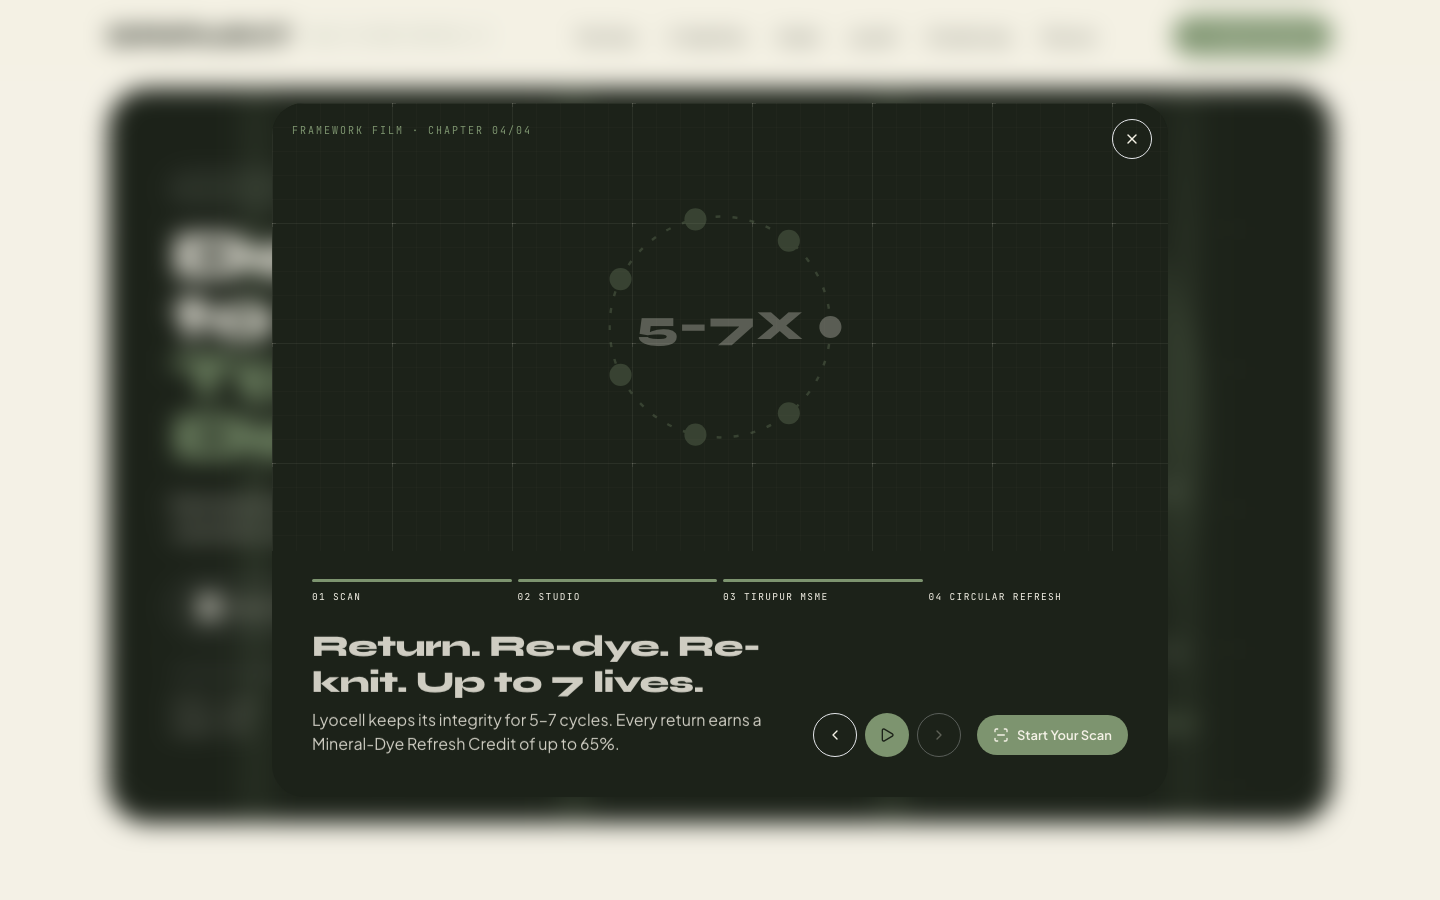 FRAMEWORK FILM · CHAPTER 04/04
5-7X
01 SCAN
02 STUDIO
03 TIRUPUR MSME
04 CIRCULAR REFRESH
Return. Re-dye. Re-
knit. Up to 7 lives.
Lyocell keeps its integrity for 5–7 cycles. Every return earns a
Mineral-Dye Refresh Credit of up to 65%.
Start Your Scan